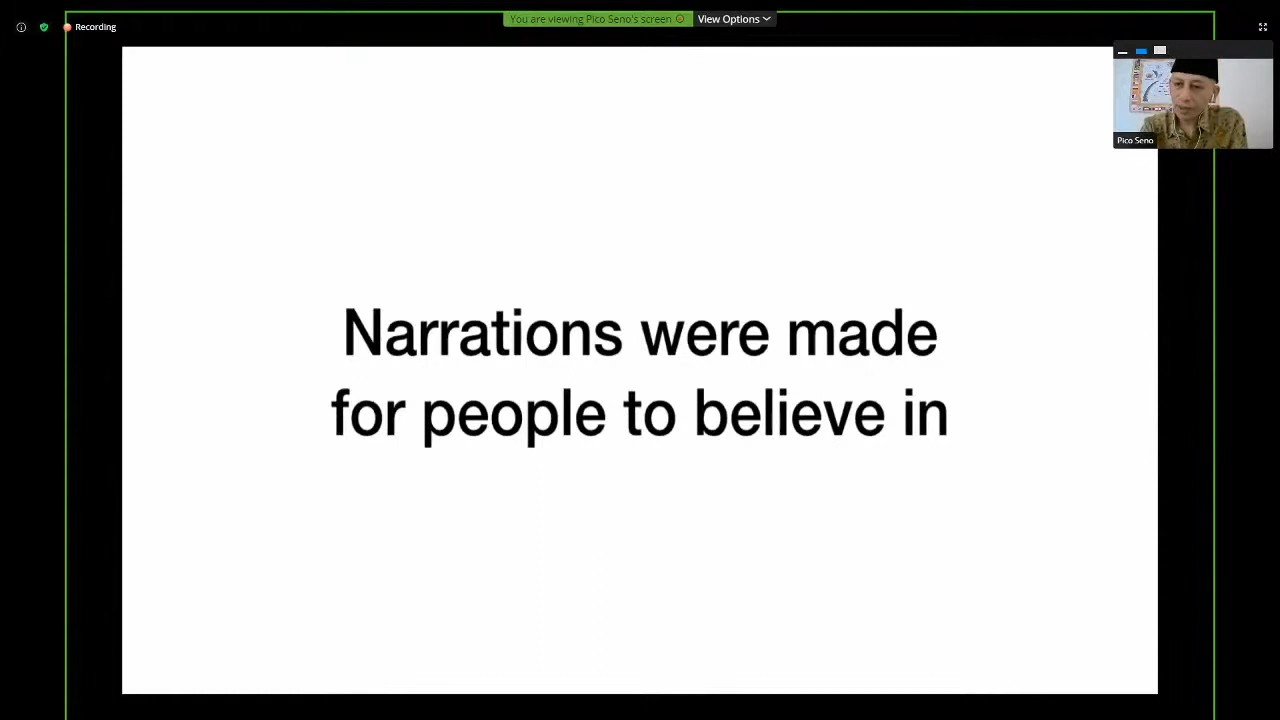 You are viewing Pico Seno's screen
View Options
Recording
Pico Seno
Narrations were made
for people to believe in